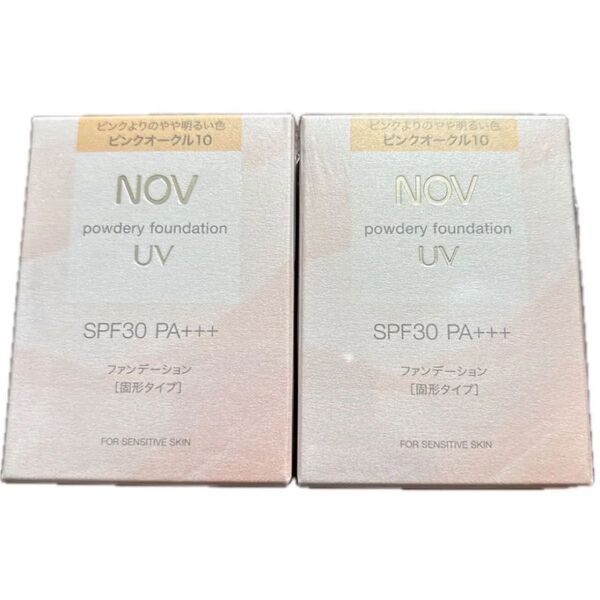 ピンクよりのやや明るい色
ピンクオークル10
NOV
powdery foundation
UV
SPF30 PA+++
ファンデーション
[固形タイプ]
FOR SENSITIVE SKIN
ピンクよりのやや明るい色
ピンクオークル10
NOV
powdery foundation
UV
SPF30 PA+++
ファンデーション
[固形タイプ]
FOR SENSITIVE SKIN